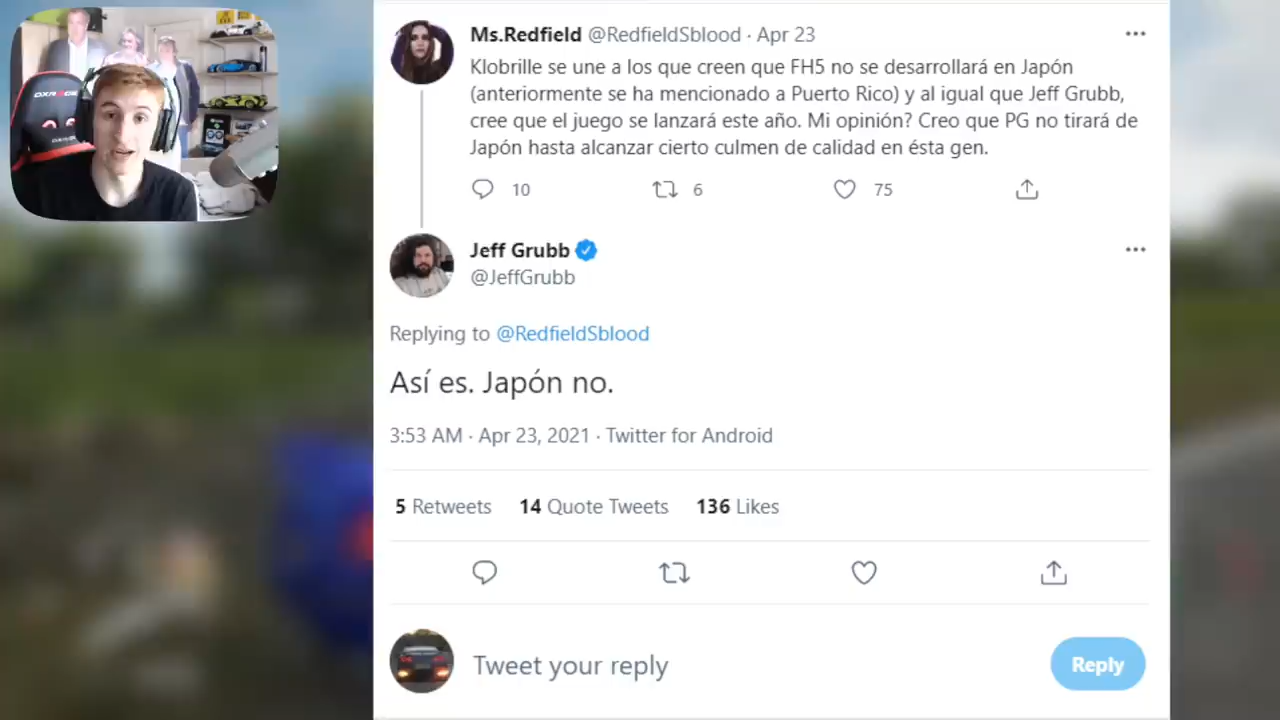 DXRACER
Ms.Redfield @RedfieldSblood · Apr 23
Klobrille se une a los que creen que FH5 no se desarrollará en Japón
(anteriormente se ha mencionado a Puerto Rico) y al igual que Jeff Grubb,
cree que el juego se lanzará este año. Mi opinión? Creo que PG no tirará de
Japón hasta alcanzar cierto culmen de calidad en ésta gen.
10 6 75
Jeff Grubb
@JeffGrubb
Replying to @RedfieldSblood
Así es. Japón no.
3:53 AM · Apr 23, 2021 · Twitter for Android
5 Retweets 14 Quote Tweets 136 Likes
Tweet your reply
Reply